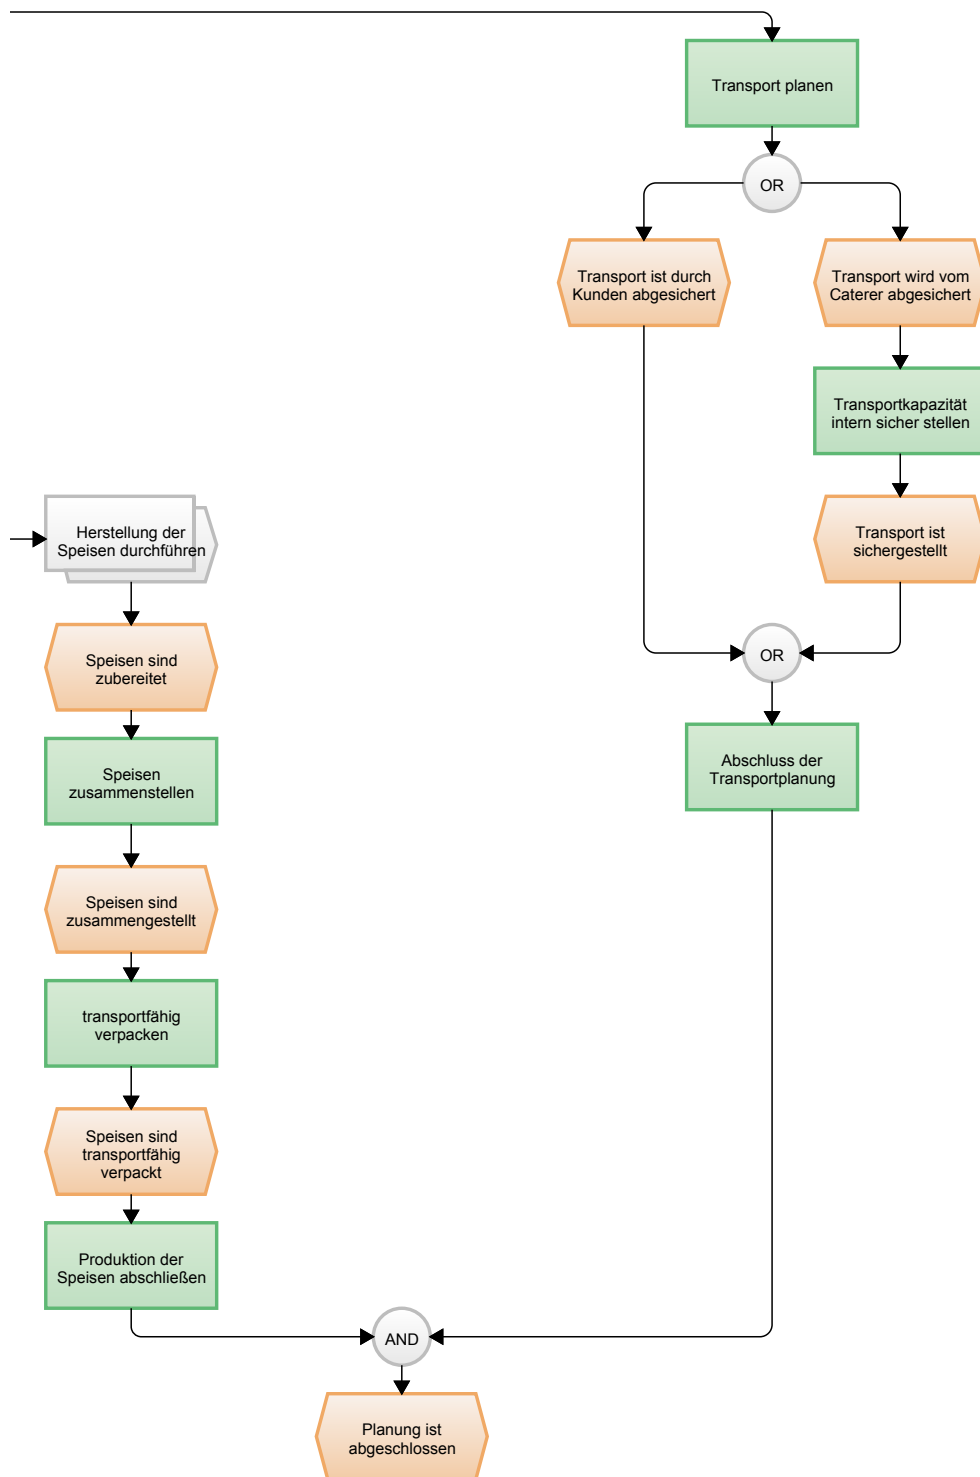 Transport planen
OR
Transport ist durch
Kunden abgesichert
Transport wird vom
Caterer abgesichert
Transportkapazität
intern sicher stellen
Herstellung der
Speisen durchführen
Transport ist
sichergestellt
Speisen sind
zubereitet
OR
Speisen
zusammenstellen
Abschluss der
Transportplanung
Speisen sind
zusammengestellt
transportfähig
verpacken
Speisen sind
transportfähig
verpackt
Produktion der
Speisen abschließen
AND
Planung ist
abgeschlossen